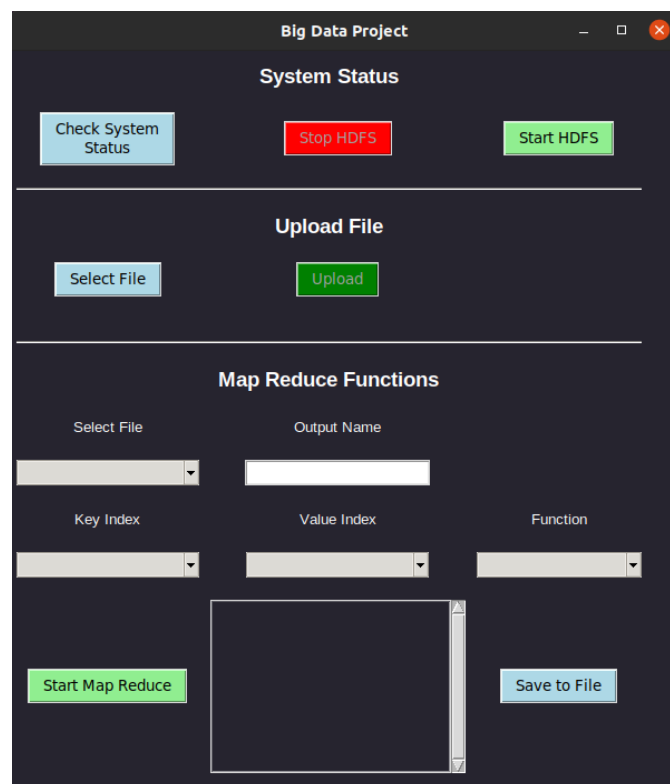 Big Data Project
System Status
Check System
Status
Stop HDFS
Start HDFS
Upload File
Select File
Upload
Map Reduce Functions
Select File
Output Name
Key Index
Value Index
Function
Start Map Reduce
Save to File